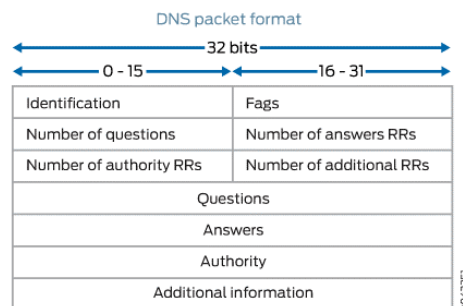 DNS packet format
32 bits
0 - 15 16 - 31
Identification Fags
Number of questions Number of answers RRs
Number of authority RRs Number of additional RRs
Questions
Answers
Authority
Additional information